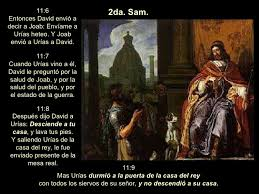 2da. Sam.
11:6
Entonces David envió a
decir a Joab: Envíame a
Urías heteo. Y Joab
envió a Urías a David.
11:7
Cuando Urías vino a él,
David le preguntó por la
salud de Joab, y por la
salud del pueblo, y por
el estado de la guerra.
11:8
Después dijo David a
Urías: Desciende a tu
casa, y lava tus pies.
Y saliendo Urías de la
casa del rey, le fue
enviado presente de la
mesa real.
11:9
Mas Urías durmió a la puerta de la casa del rey
con todos los siervos de su señor, y no descendió a su casa.